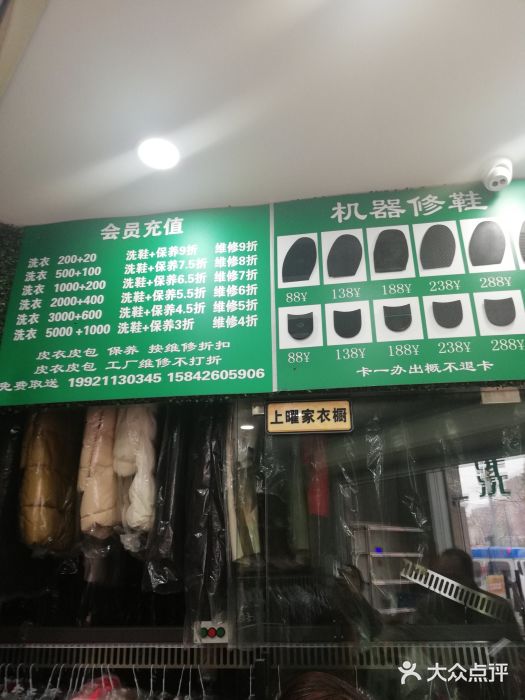 会员充值
洗衣 200+20 洗鞋+保养9折 维修9折
洗衣 500+100 洗鞋+保养7.5折 维修8折
洗衣 1000+200 洗鞋+保养6.5折 维修7折
洗衣 2000+400 洗鞋+保养5.5折 维修6折
洗衣 3000+600 洗鞋+保养4.5折 维修5折
洗衣 5000+1000 洗鞋+保养3折 维修4折
皮衣皮包 保养 按维修折扣
皮衣皮包 工厂维修不打折
免费取送 19921130345 15842605906
机器修鞋
88¥ 138¥ 188¥ 238¥ 288¥
88¥ 138¥ 188¥ 238¥ 288¥
卡一办出概不退卡
上曜家衣橱
大众点评